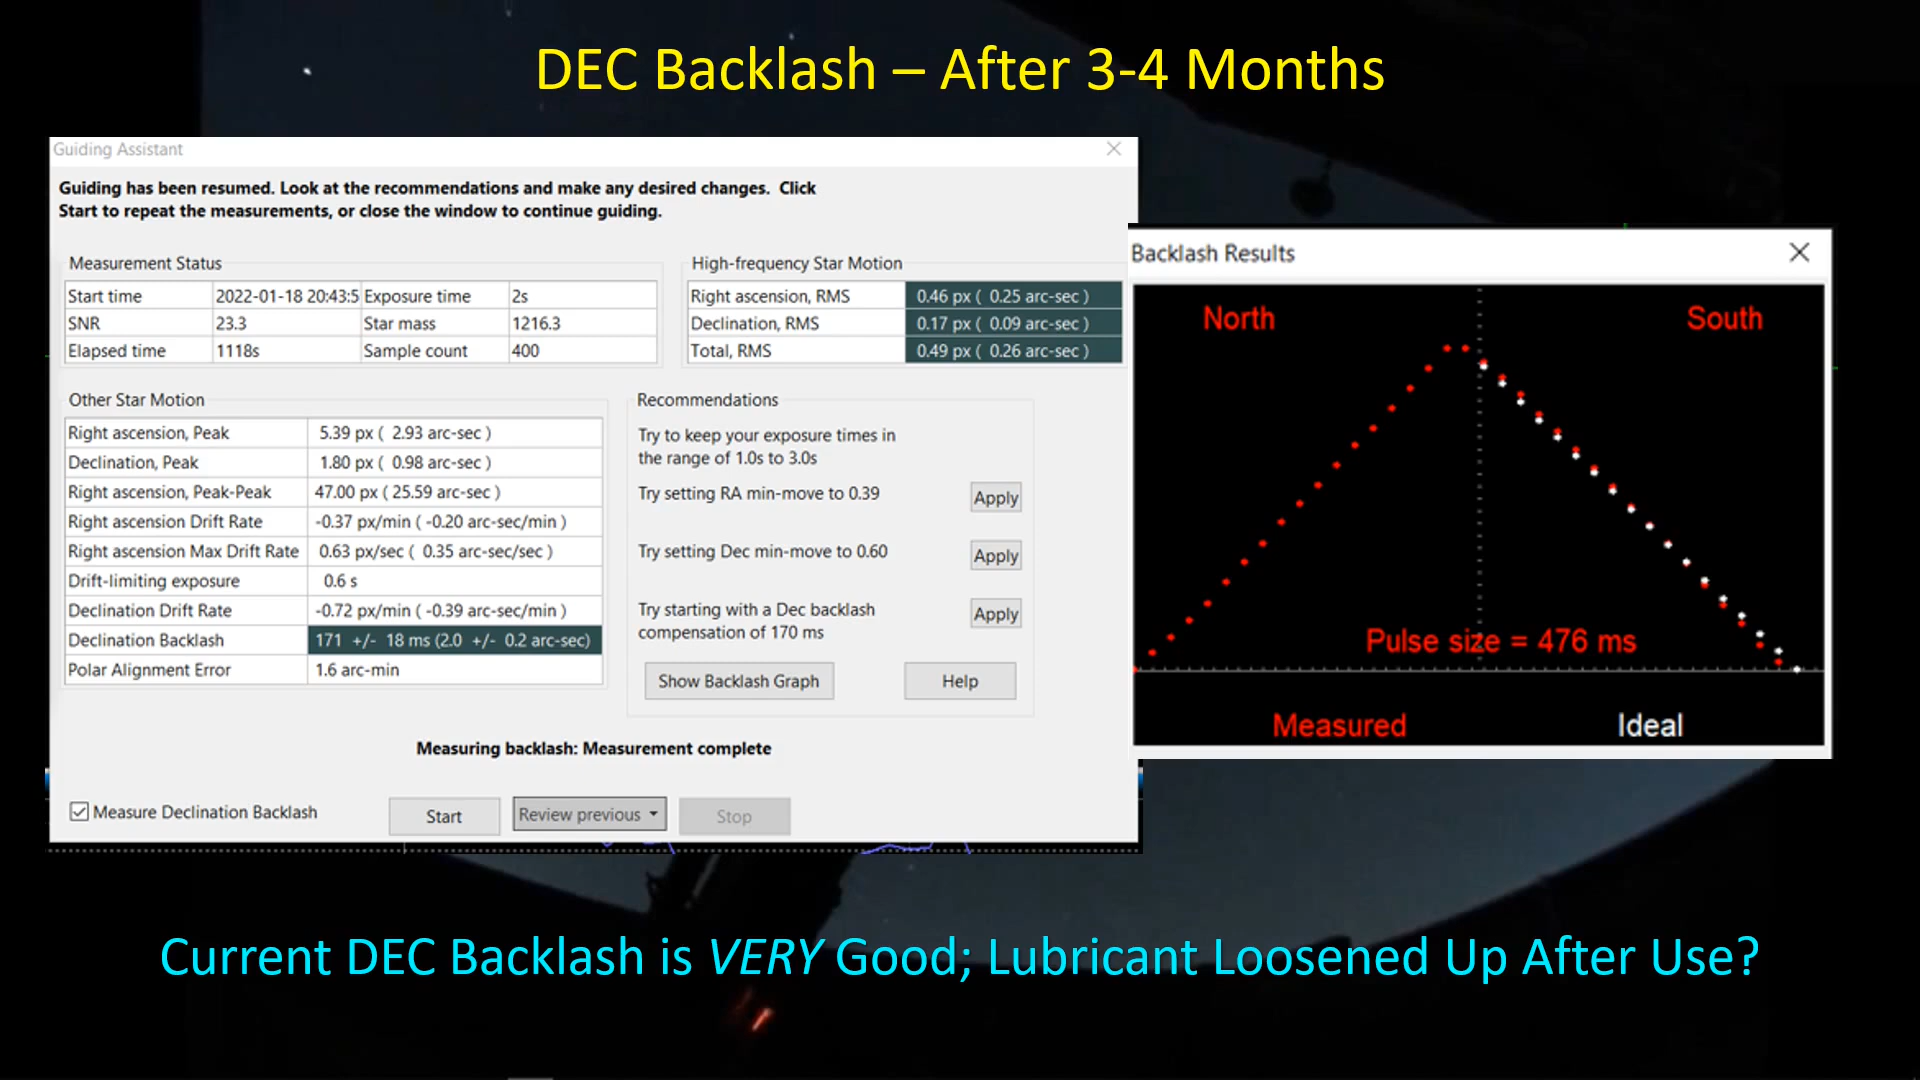 DEC Backlash – After 3-4 Months
Guiding Assistant
Guiding has been resumed. Look at the recommendations and make any desired changes. Click
Start to repeat the measurements, or close the window to continue guiding.
Measurement Status
Start time 2022-01-18 20:43:5 Exposure time 2s
SNR 23.3 Star mass 1216.3
Elapsed time 1118s Sample count 400
High-frequency Star Motion
Right ascension, RMS 0.46 px ( 0.25 arc-sec )
Declination, RMS 0.17 px ( 0.09 arc-sec )
Total, RMS 0.49 px ( 0.26 arc-sec )
Other Star Motion
Right ascension, Peak 5.39 px ( 2.93 arc-sec )
Declination, Peak 1.80 px ( 0.98 arc-sec )
Right ascension, Peak-Peak 47.00 px ( 25.59 arc-sec )
Right ascension Drift Rate -0.37 px/min ( -0.20 arc-sec/min )
Right ascension Max Drift Rate 0.63 px/sec ( 0.35 arc-sec/sec )
Drift-limiting exposure 0.6 s
Declination Drift Rate -0.72 px/min ( -0.39 arc-sec/min )
Declination Backlash 171 +/- 18 ms (2.0 +/- 0.2 arc-sec)
Polar Alignment Error 1.6 arc-min
Recommendations
Try to keep your exposure times in
the range of 1.0s to 3.0s
Try setting RA min-move to 0.39 Apply
Try setting Dec min-move to 0.60 Apply
Try starting with a Dec backlash
compensation of 170 ms Apply
Show Backlash Graph Help
Measuring backlash: Measurement complete
Measure Declination Backlash Start Review previous Stop
Backlash Results
North South
Pulse size = 476 ms
Measured Ideal
Current DEC Backlash is VERY Good; Lubricant Loosened Up After Use?